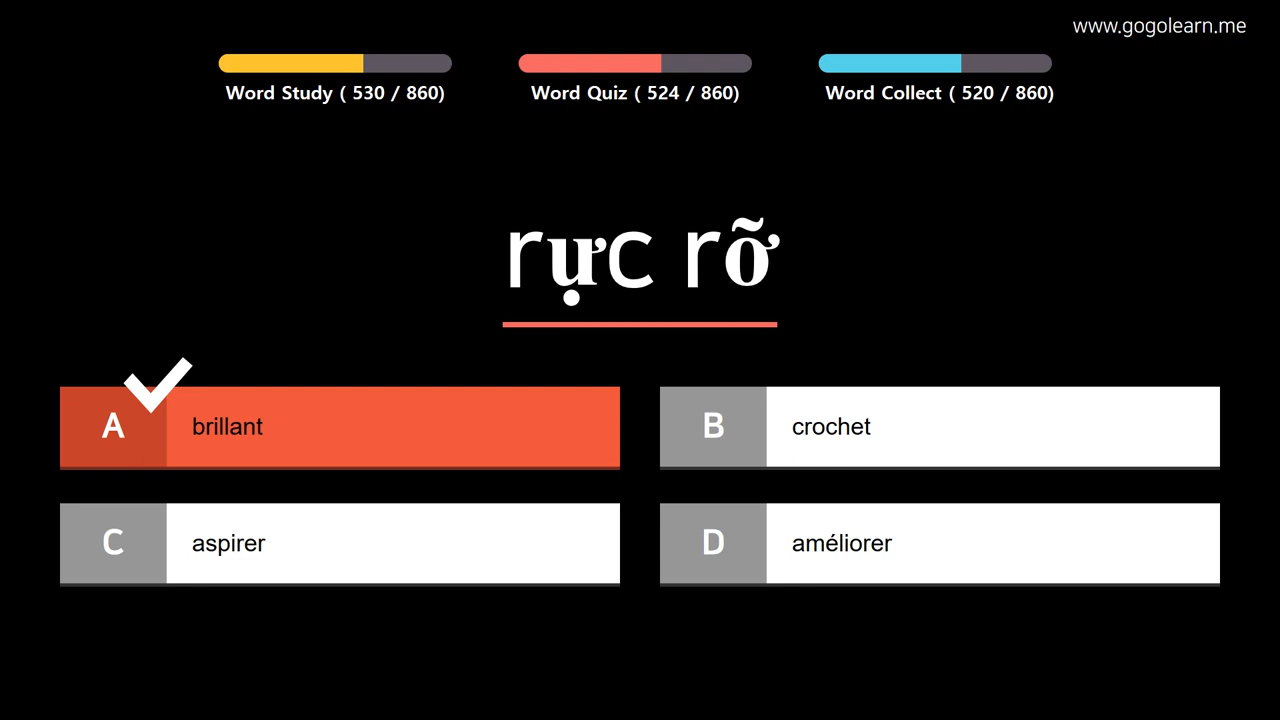 www.gogolearn.me
Word Study ( 530 / 860)
Word Quiz ( 524 / 860)
Word Collect ( 520 / 860)
rực rỡ
A brillant
B crochet
C aspirer
D améliorer